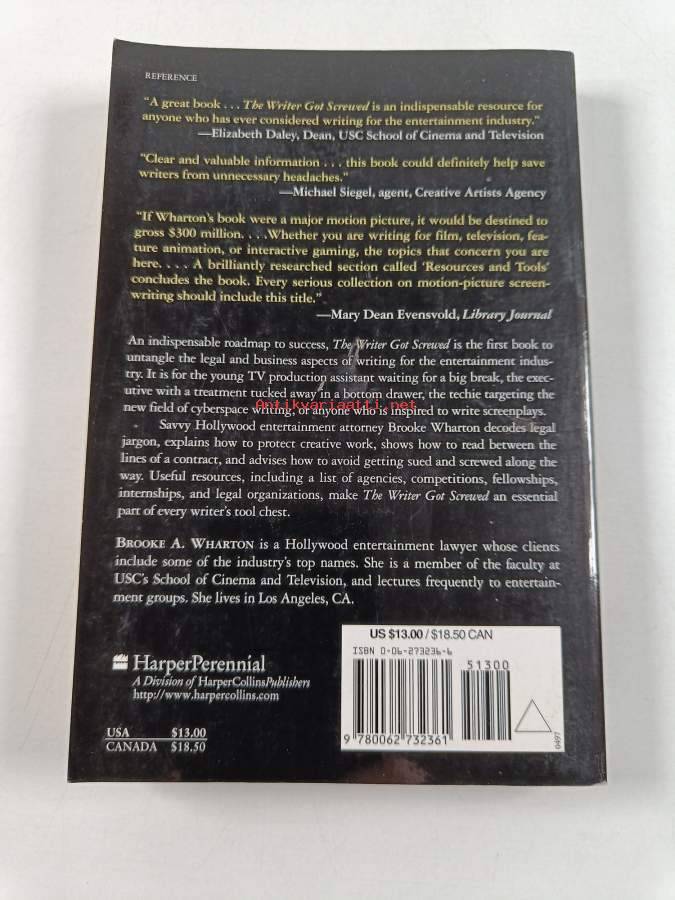 REFERENCE
"A great book . . . The Writer Got Screwed is an indispensable resource for
anyone who has ever considered writing for the entertainment industry."
—Elizabeth Daley, Dean, USC School of Cinema and Television
"Clear and valuable information . . . this book could definitely help save
writers from unnecessary headaches."
—Michael Siegel, agent, Creative Artists Agency
"If Wharton's book were a major motion picture, it would be destined to
gross $300 million. . . .Whether you are writing for film, television, fea-
ture animation, or interactive gaming, the topics that concern you are
here. . . . A brilliantly researched section called 'Resources and Tools'
concludes the book. Every serious collection on motion-picture screen-
writing should include this title."
—Mary Dean Evensvold, Library Journal
An indispensable roadmap to success, The Writer Got Screwed is the first book to
untangle the legal and business aspects of writing for the entertainment indus-
try. It is for the young TV production assistant waiting for a big break, the exec-
utive with a treatment tucked away in a bottom drawer, the techie targeting the
Antikvariaatti.net
new field of cyberspace writing, or anyone who is inspired to write screenplays.
Savvy Hollywood entertainment attorney Brooke Wharton decodes legal
jargon, explains how to protect creative work, shows how to read between the
lines of a contract, and advises how to avoid getting sued and screwed along the
way. Useful resources, including a list of agencies, competitions, fellowships,
internships, and legal organizations, make The Writer Got Screwed an essential
part of every writer's tool chest.
BROOKE A. WHARTON is a Hollywood entertainment lawyer whose clients
include some of the industry's top names. She is a member of the faculty at
USC's School of Cinema and Television, and lectures frequently to entertain-
ment groups. She lives in Los Angeles, CA.
HarperPerennial
A Division of HarperCollinsPublishers
http://www.harpercollins.com
USA $13.00
CANADA $18.50
US $13.00 / $18.50 CAN
ISBN 0-06-273236-6
51300
9 780062 732361
0497